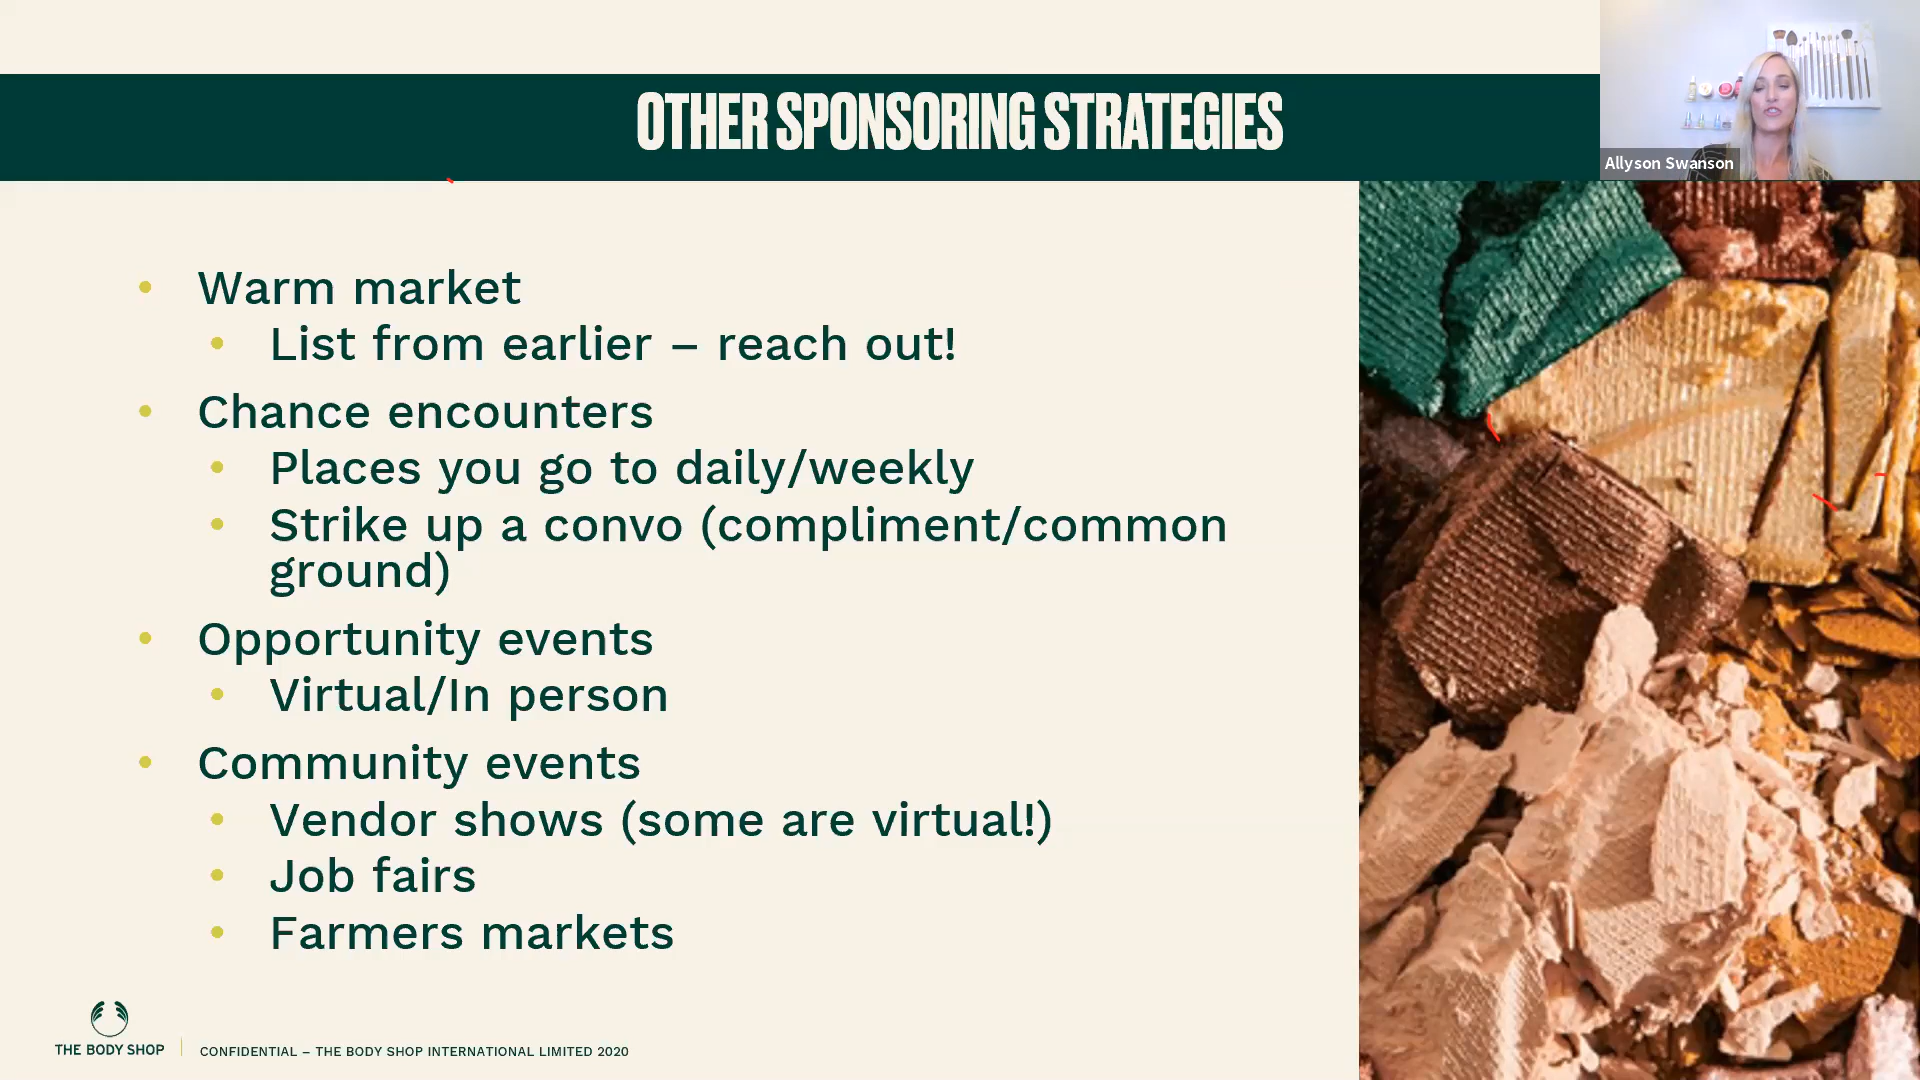 OTHER SPONSORING STRATEGIES
Allyson Swanson
• Warm market
• List from earlier – reach out!
• Chance encounters
• Places you go to daily/weekly
• Strike up a convo (compliment/common
ground)
• Opportunity events
• Virtual/In person
• Community events
• Vendor shows (some are virtual!)
• Job fairs
• Farmers markets
THE BODY SHOP
CONFIDENTIAL – THE BODY SHOP INTERNATIONAL LIMITED 2020